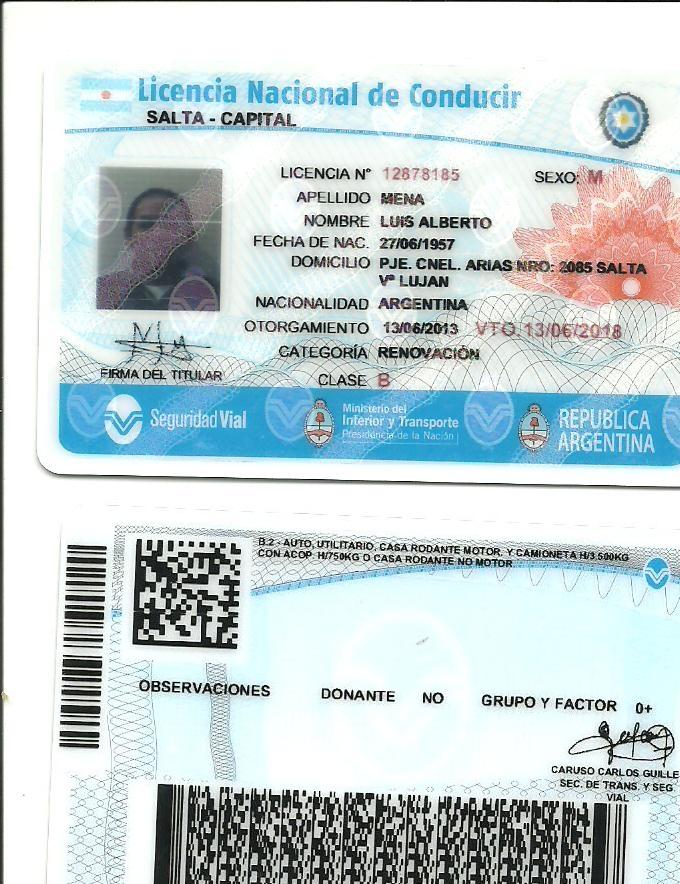 Licencia Nacional de Conducir
SALTA - CAPITAL
LICENCIA N° 12878185 SEXO: M
APELLIDO MENA
NOMBRE LUIS ALBERTO
FECHA DE NAC. 27/06/1957
DOMICILIO PJE. CNEL. ARIAS NRO: 2085 SALTA
Vº LUJAN
NACIONALIDAD ARGENTINA
OTORGAMIENTO 13/06/2013 VTO. 13/06/2018
CATEGORÍA RENOVACIÓN
FIRMA DEL TITULAR
CLASE B
Seguridad Vial
Ministerio del
Interior y Transporte
Presidencia de la Nación
REPUBLICA
ARGENTINA
B.2 - AUTO, UTILITARIO, CASA RODANTE MOTOR. Y CAMIONETA H/3.500KG
CON ACOP. H/750KG O CASA RODANTE NO MOTOR.
OBSERVACIONES DONANTE NO GRUPO Y FACTOR 0+
CARUSO CARLOS GUILLE
SEC. DE TRANS. Y SEG
VIAL